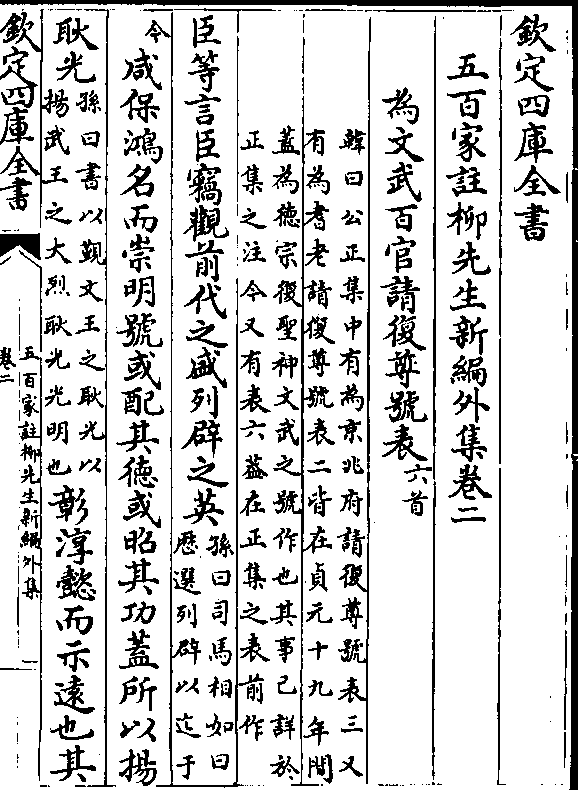 欽定四庫全書
五百家註柳先生新編外集卷二
為文武百官請復尊號表六首
韓曰公正集中有為京兆府請復尊號表三又
有為耆老請復尊號表二皆在貞元十九年間
蓋為徳宗復聖神文武之號作也其事已詳於
正集之注今又有表六蓋在正集之表前作
臣等言臣竊觀前代之盛列辟之英孫曰司馬相如曰
歴選列辟以迄于
今咸保鴻名而崇明號或配其徳或昭其功蓋所以揚
耿光孫曰書以覲文王之耿光以
揚武王之大烈耿光光明也彰淳懿而示逺也其
欽定四庫全書
五百家註柳先生新編外集
卷二
一